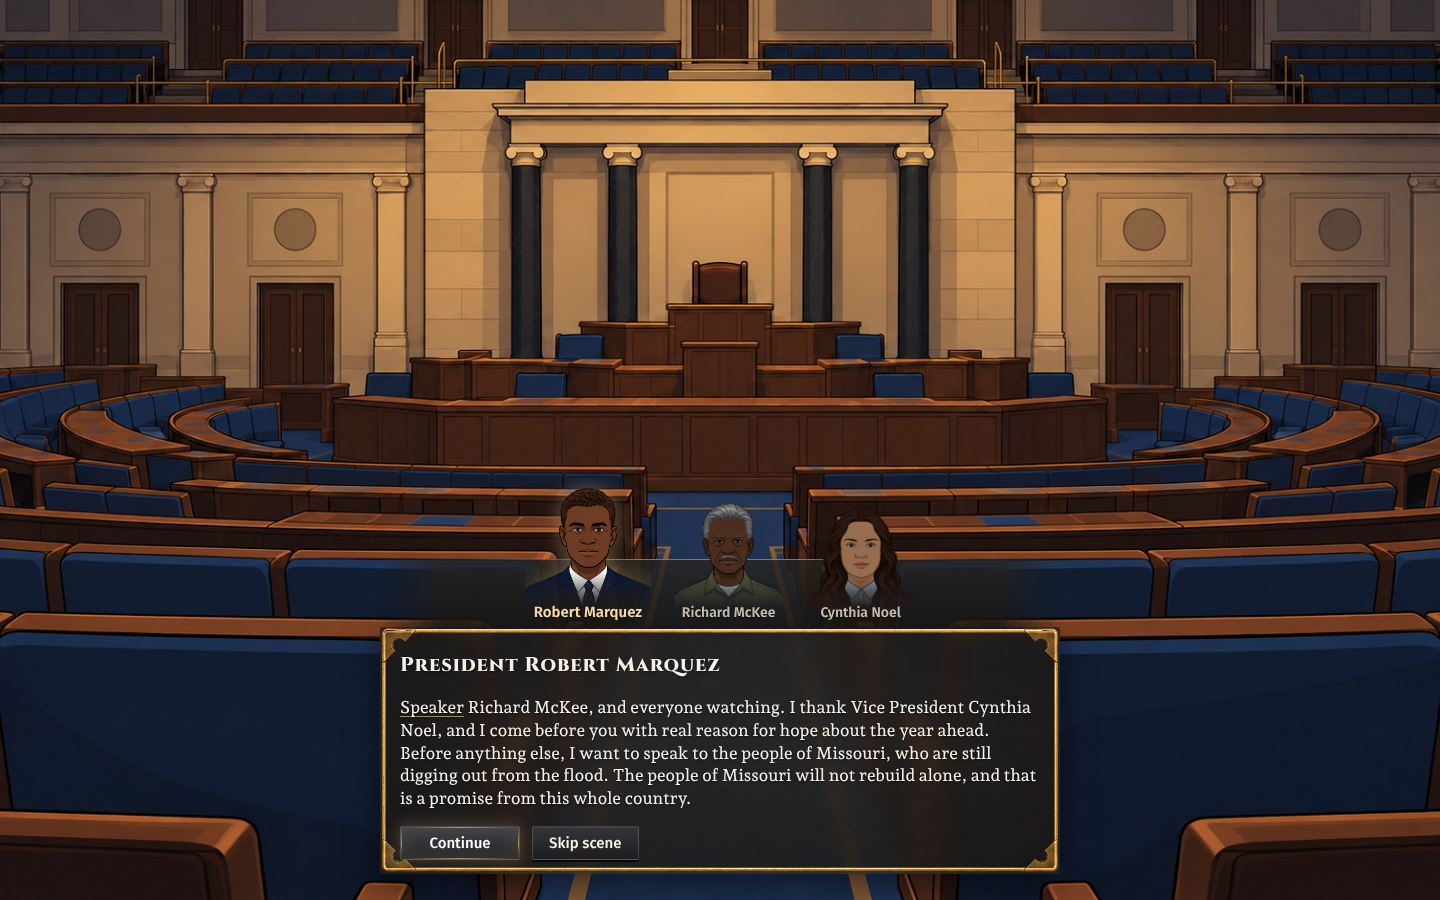 Robert Marquez
Richard McKee
Cynthia Noel
President Robert Marquez
Speaker Richard McKee, and everyone watching. I thank Vice President Cynthia
Noel, and I come before you with real reason for hope about the year ahead.
Before anything else, I want to speak to the people of Missouri, who are still
digging out from the flood. The people of Missouri will not rebuild alone, and that
is a promise from this whole country.
Continue
Skip scene